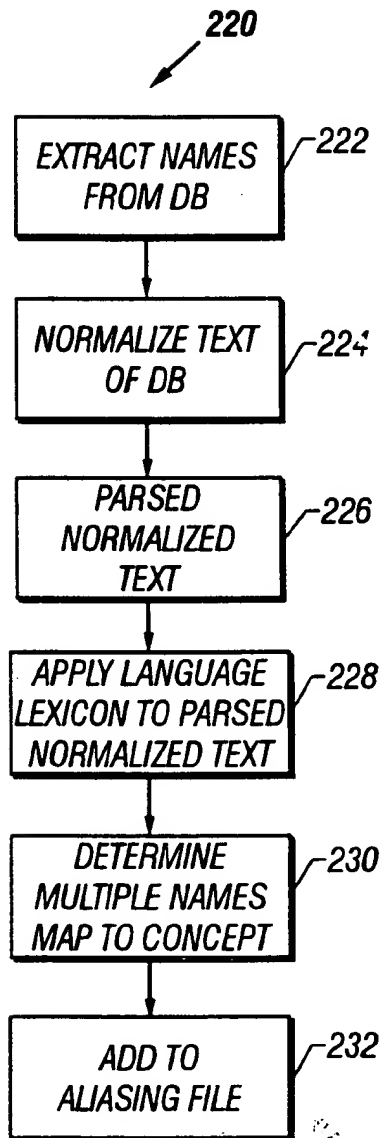 220
EXTRACT NAMES
FROM DB
222
NORMALIZE TEXT
OF DB
224
PARSED
NORMALIZED
TEXT
226
APPLY LANGUAGE
LEXICON TO PARSED
NORMALIZED TEXT
228
DETERMINE
MULTIPLE NAMES
MAP TO CONCEPT
230
ADD TO
ALIASING FILE
232